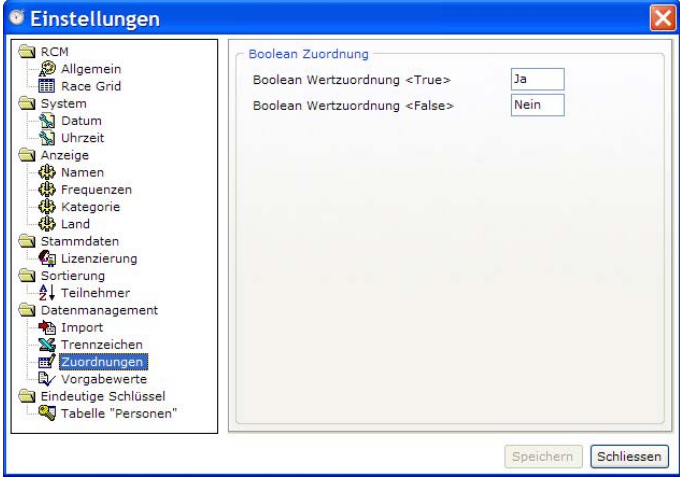 Einstellungen
RCM
Allgemein
Race Grid
System
Datum
Uhrzeit
Anzeige
Namen
Frequenzen
Kategorie
Land
Stammdaten
Lizenzierung
Sortierung
Teilnehmer
Datenmanagement
Import
Trennzeichen
Zuordnungen
Vorgabewerte
Eindeutige Schlüssel
Tabelle "Personen"
Boolean Zuordnung
Boolean Wertzuordnung <True> Ja
Boolean Wertzuordnung <False> Nein
Speichern Schliessen